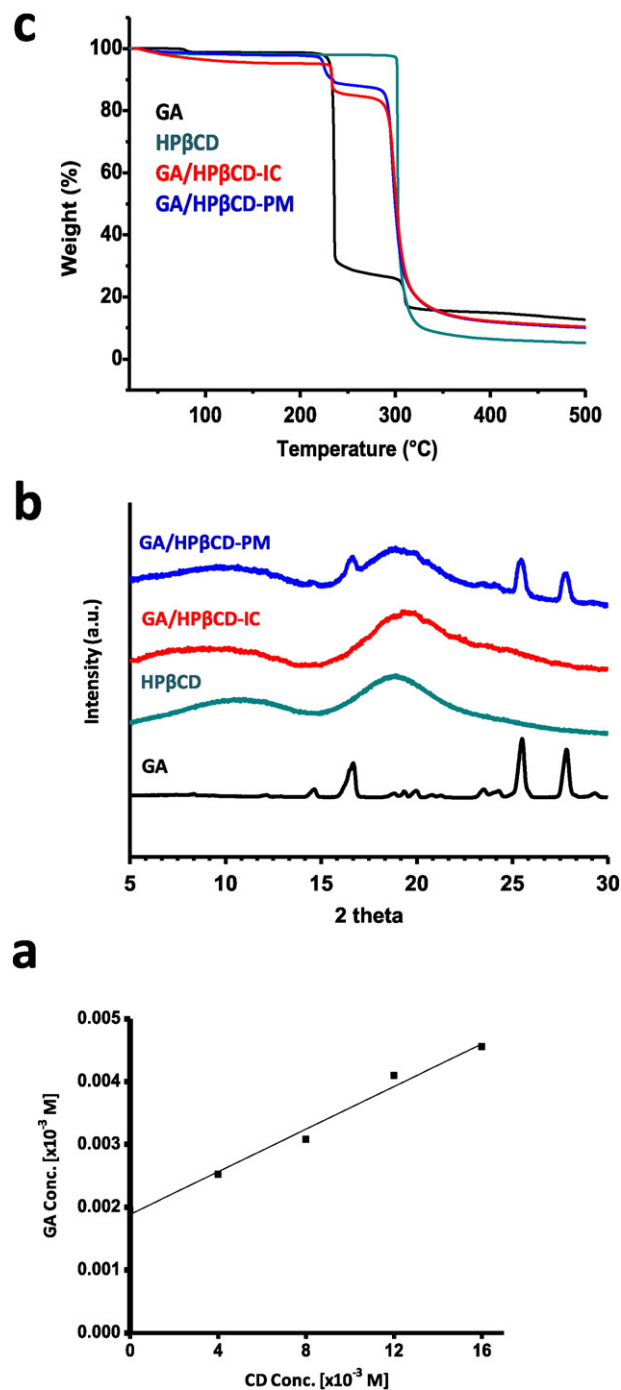 c
100
80
60
40
20
0
Weight (%)
GA
HPβCD
GA/HPβCD-IC
GA/HPβCD-PM
100
200
300
400
500
Temperature (°C)
b
Intensity (a.u.)
GA/HPβCD-PM
GA/HPβCD-IC
HPβCD
GA
5
10
15
20
25
30
2 theta
a
0.005
0.004
0.003
0.002
0.001
0.000
GA Conc. [x10⁻³ M]
0
4
8
12
16
CD Conc. [x10⁻³ M]